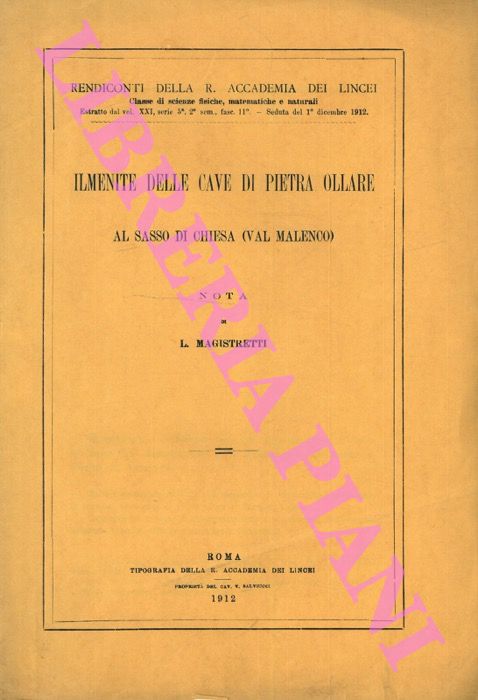 RENDICONTI DELLA R. ACCADEMIA DEI LINCEI
Classe di scienze fisiche, matematiche e naturali
Estratto dal vol. XXI, serie 5ª, 2º sem., fasc. 11º. — Seduta del 1º dicembre 1912.
ILMENITE DELLE CAVE DI PIETRA OLLARE
AL SASSO DI CHIESA (VAL MALENCO)
NOTA
DI
L. MAGISTRETTI
ROMA
TIPOGRAFIA DELLA R. ACCADEMIA DEI LINCEI
PROPRIETÀ DEL CAV. V. SALVIUCCI
1912
LIBRERIA PIANI